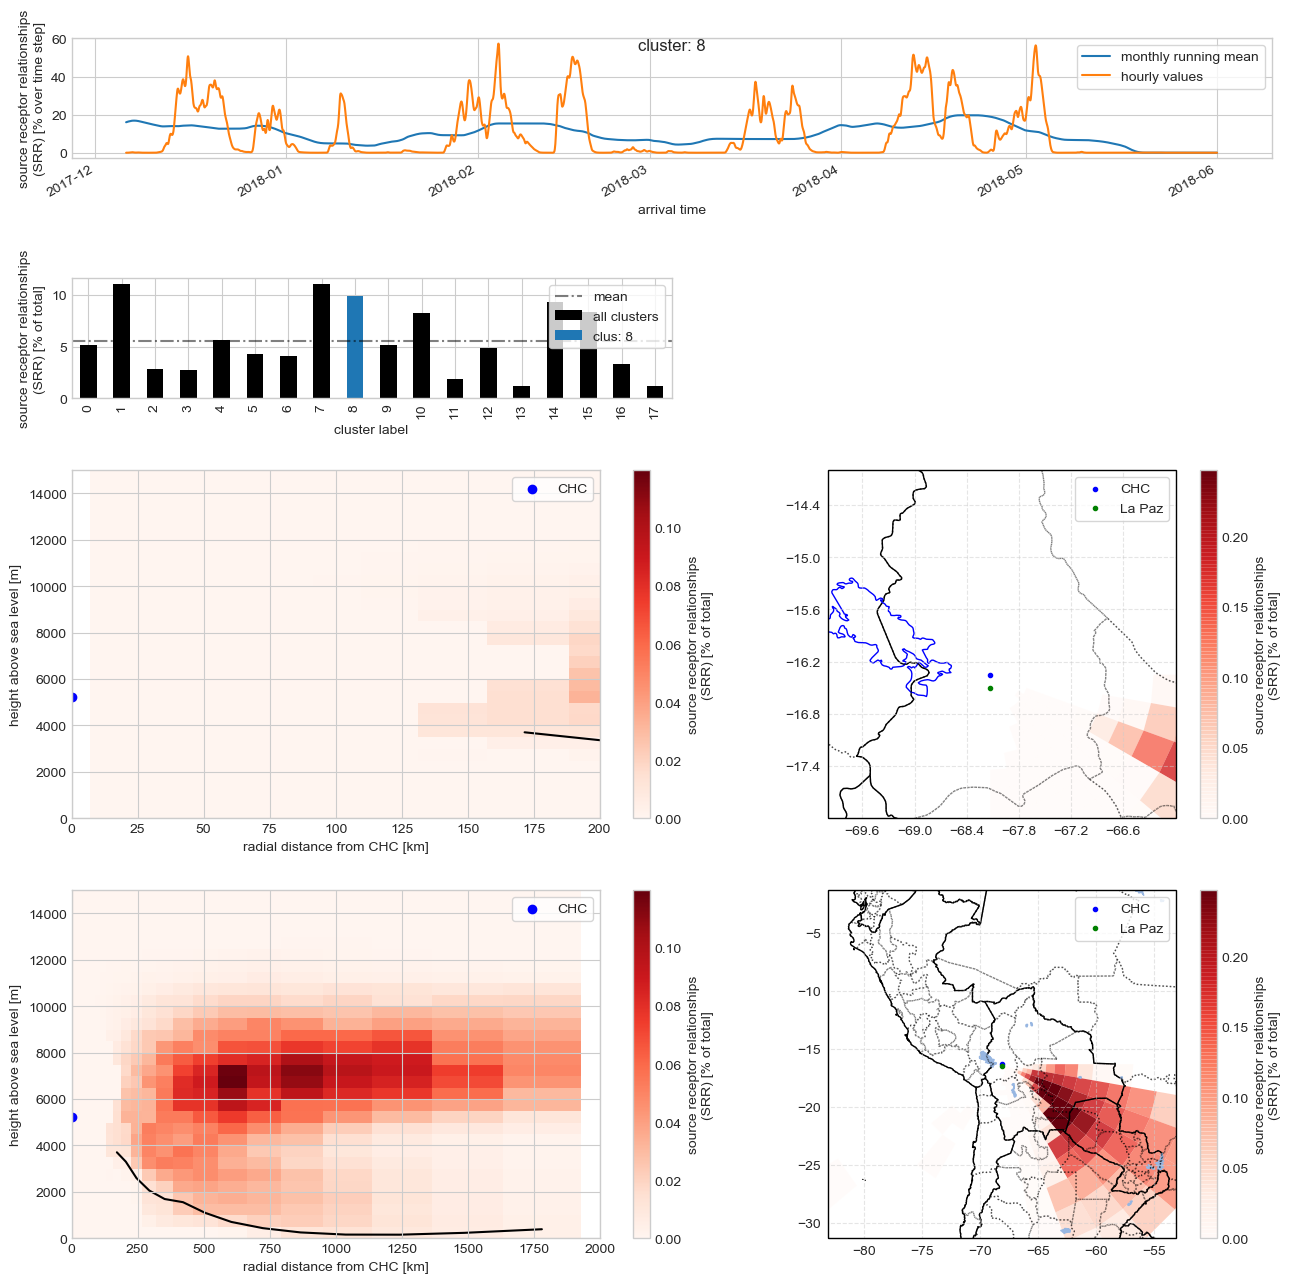 cluster: 8
source receptor relationships
(SRR) [% over time step]
60
40
20
0
monthly running mean
hourly values
2017-12
2018-01
2018-02
2018-03
2018-04
2018-05
2018-06
arrival time
source receptor relationships
(SRR) [% of total]
10
5
0
mean
all clusters
clus: 8
0 1 2 3 4 5 6 7 8 9 10 11 12 13 14 15 16 17
cluster label
height above sea level [m]
14000
12000
10000
8000
6000
4000
2000
0
CHC
0 25 50 75 100 125 150 175 200
radial distance from CHC [km]
0.10
0.08
0.06
0.04
0.02
0.00
source receptor relationships
(SRR) [% of total]
−14.4
−15.0
−15.6
−16.2
−16.8
−17.4
CHC
La Paz
−69.6 −69.0 −68.4 −67.8 −67.2 −66.6
0.20
0.15
0.10
0.05
0.00
source receptor relationships
(SRR) [% of total]
height above sea level [m]
14000
12000
10000
8000
6000
4000
2000
0
CHC
0 250 500 750 1000 1250 1500 1750 2000
radial distance from CHC [km]
0.10
0.08
0.06
0.04
0.02
0.00
source receptor relationships
(SRR) [% of total]
−5
−10
−15
−20
−25
−30
CHC
La Paz
−80 −75 −70 −65 −60 −55
0.20
0.15
0.10
0.05
0.00
source receptor relationships
(SRR) [% of total]